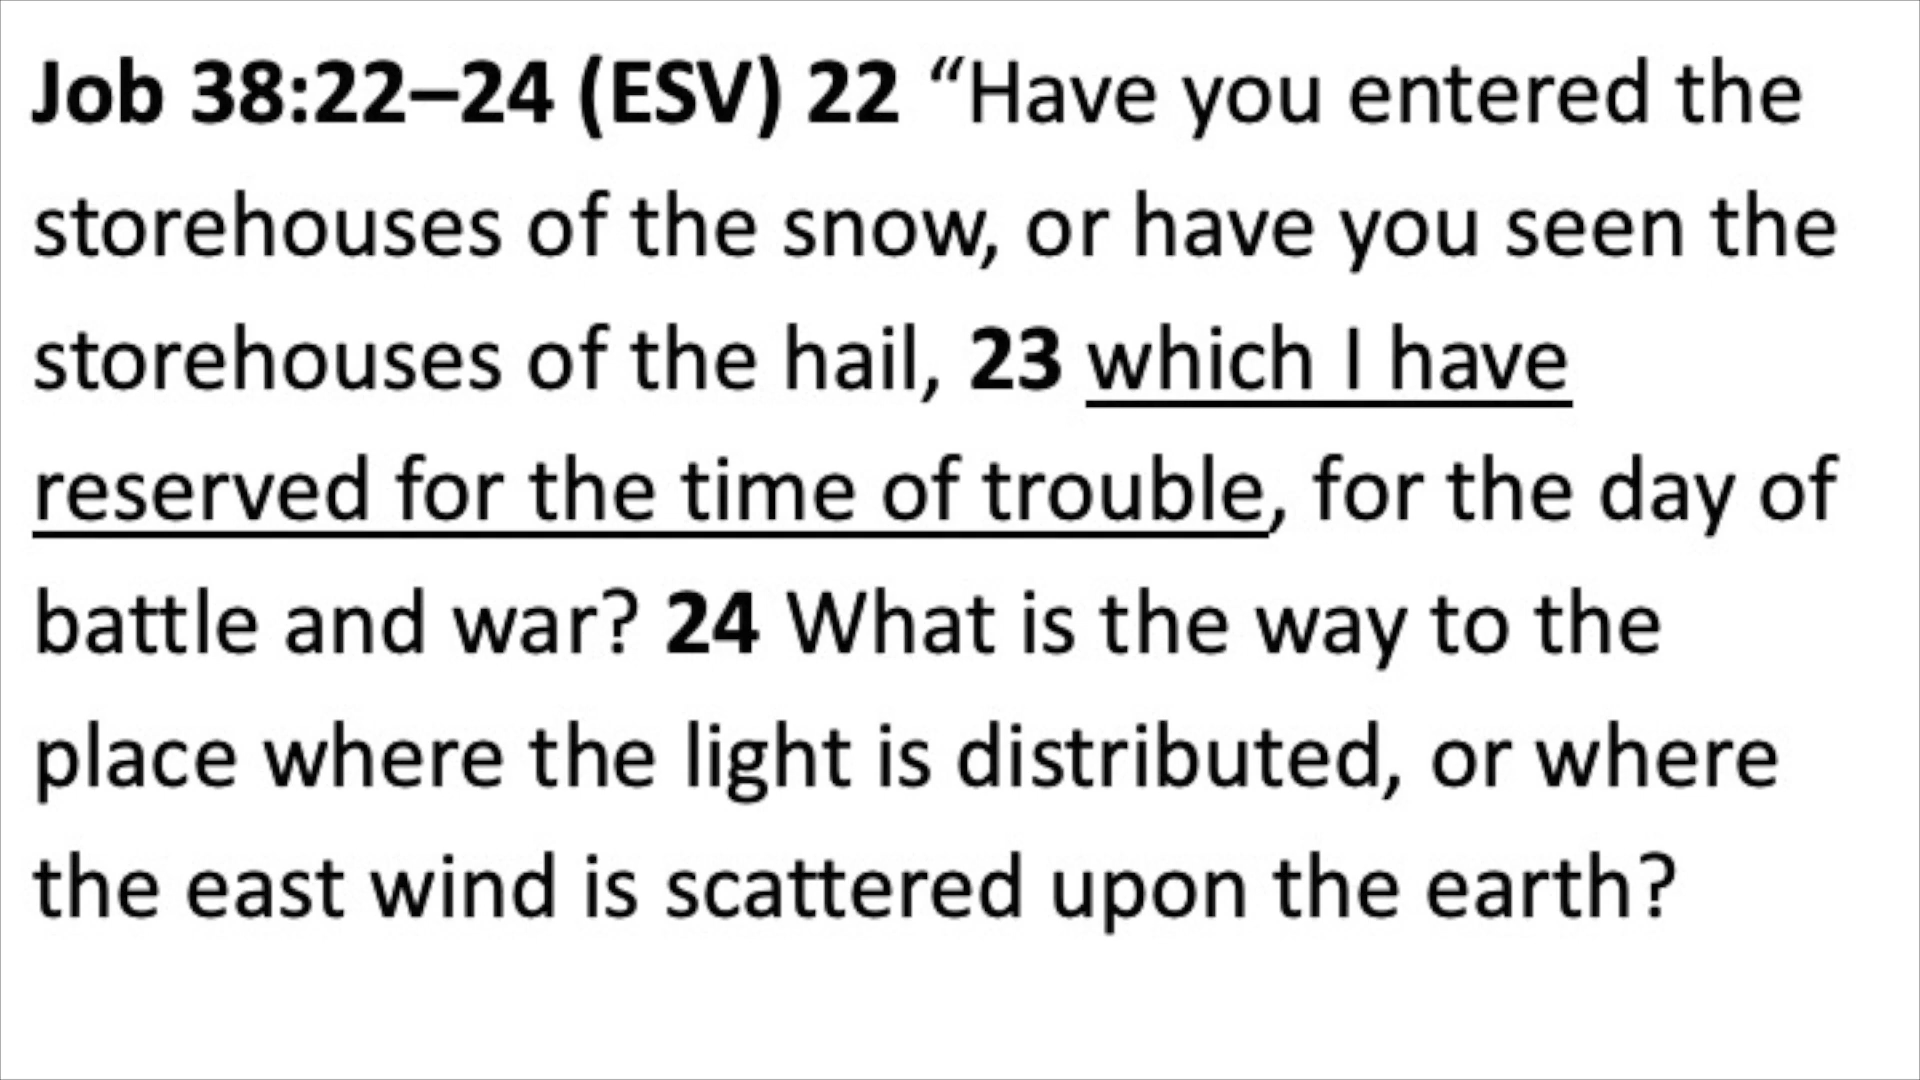 Job 38:22–24 (ESV) 22 “Have you entered the
storehouses of the snow, or have you seen the
storehouses of the hail, 23 which I have
reserved for the time of trouble, for the day of
battle and war? 24 What is the way to the
place where the light is distributed, or where
the east wind is scattered upon the earth?